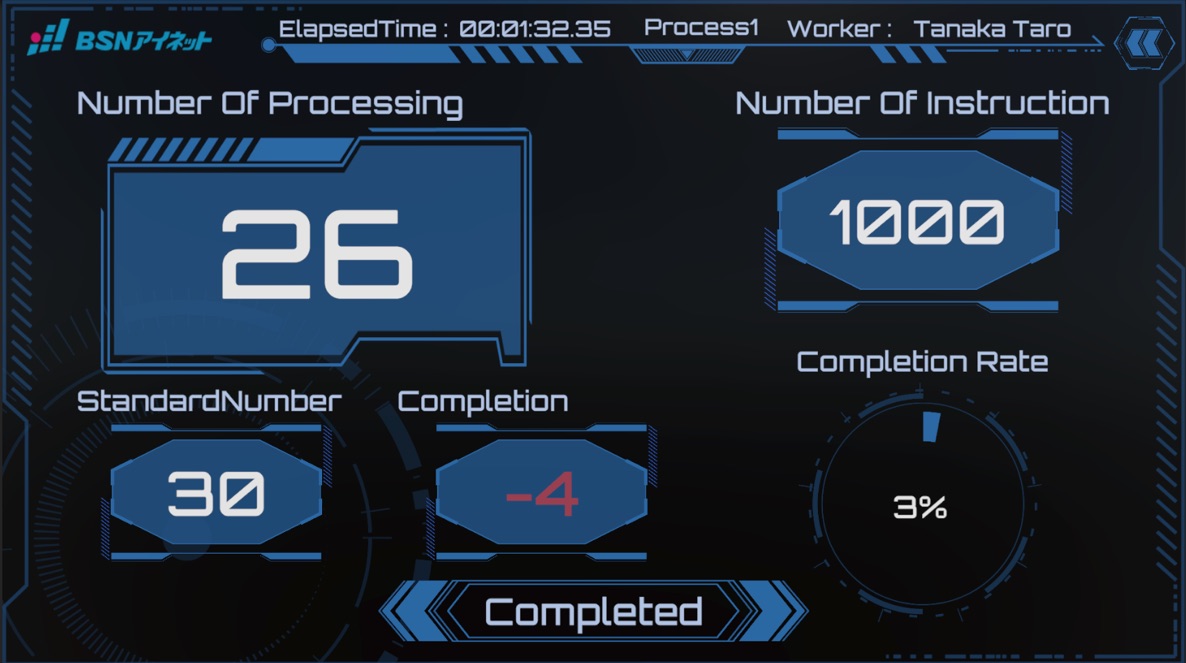 BSNアイネット
ElapsedTime : 00:01:32.35
Process1
Worker : Tanaka Taro
Number Of Processing
26
Number Of Instruction
1000
StandardNumber
30
Completion
-4
Completion Rate
3%
Completed